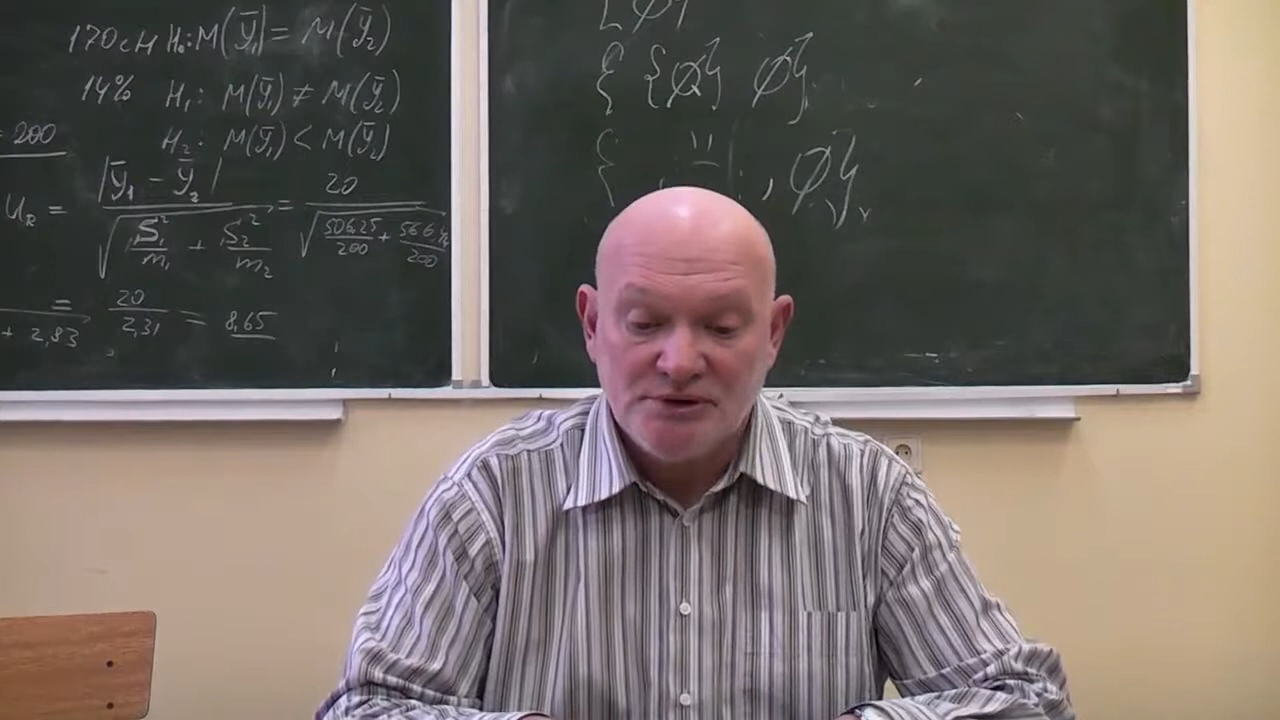 170 см H₀: M(ȳ₁) = M(ȳ₂)
14% H₁: M(ȳ₁) ≠ M(ȳ₂)
= 200 H₂: M(ȳ₁) < M(ȳ₂)
U_R = |ȳ₁ - ȳ₂| / √(S₁²/m₁ + S₂²/m₂) = 20 / √(506,25/200 + 566,/200
+ 2,83 = 20/2,31 = 8,65
{∅}
{ {∅} ∅}
{ , ∅}